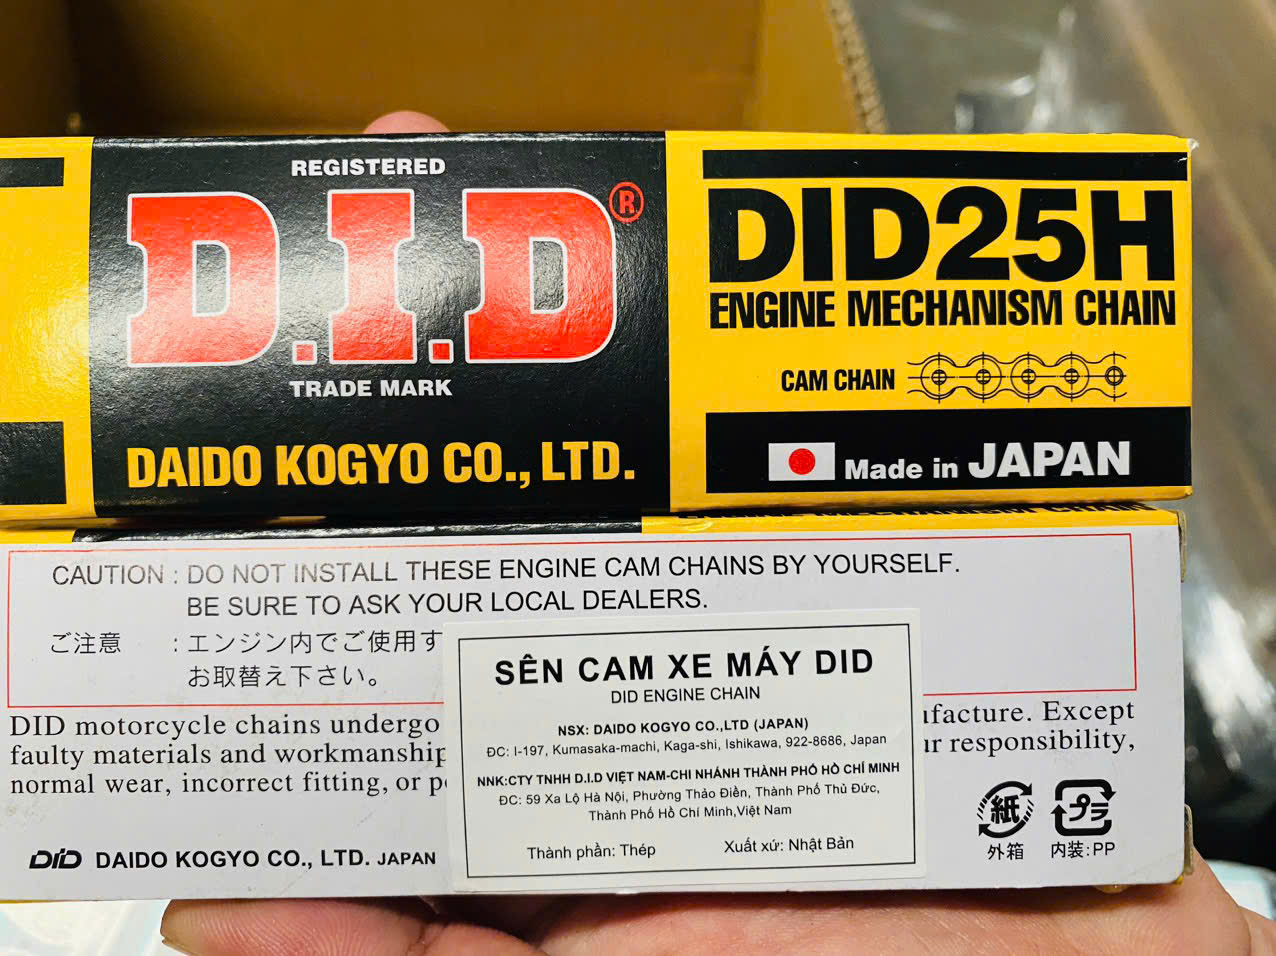 REGISTERED
D.I.D®
TRADE MARK
DAIDO KOGYO CO., LTD.
DID25H
ENGINE MECHANISM CHAIN
CAM CHAIN
Made in JAPAN
CAUTION : DO NOT INSTALL THESE ENGINE CAM CHAINS BY YOURSELF.
BE SURE TO ASK YOUR LOCAL DEALERS.
ご注意 : エンジン内でご使用す
お取替え下さい。
DID motorcycle chains undergo
ufacture. Except
faulty materials and workmanship
ur responsibility,
normal wear, incorrect fitting, or
DID DAIDO KOGYO CO., LTD. JAPAN
SÊN CAM XE MÁY DID
DID ENGINE CHAIN
NSX: DAIDO KOGYO CO.,LTD (JAPAN)
ĐC: I-197, Kumasaka-machi, Kaga-shi, Ishikawa, 922-8686, Japan
NNK:CTY TNHH D.I.D VIỆT NAM-CHI NHÁNH THÀNH PHỐ HỒ CHÍ MINH
ĐC: 59 Xa Lộ Hà Nội, Phường Thảo Điền, Thành Phố Thủ Đức,
Thành Phố Hồ Chí Minh,Việt Nam
Thành phần: Thép Xuất xứ: Nhật Bản
紙 プラ
外箱 内装:PP